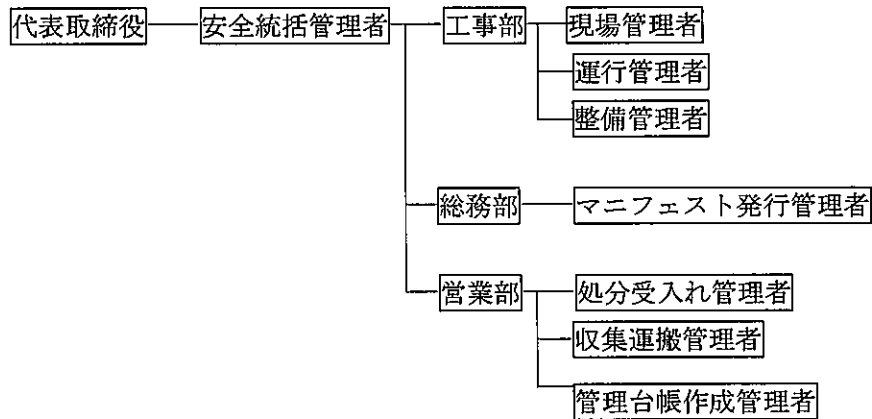 代表取締役 安全統括管理者 工事部 現場管理者
運行管理者
整備管理者
総務部 マニフェスト発行管理者
営業部 処分受入れ管理者
収集運搬管理者
管理台帳作成管理者